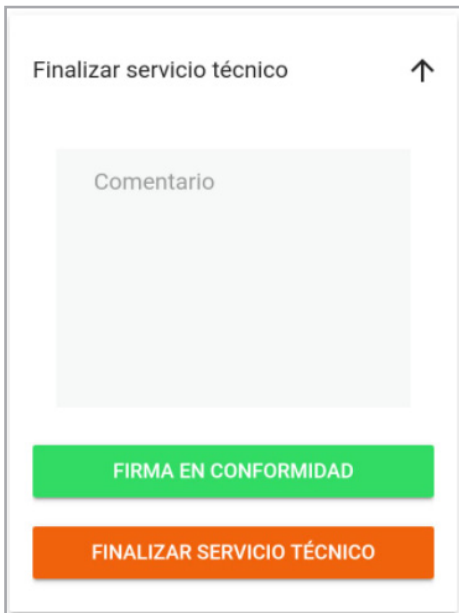 Finalizar servicio técnico
Comentario
FIRMA EN CONFORMIDAD
FINALIZAR SERVICIO TÉCNICO